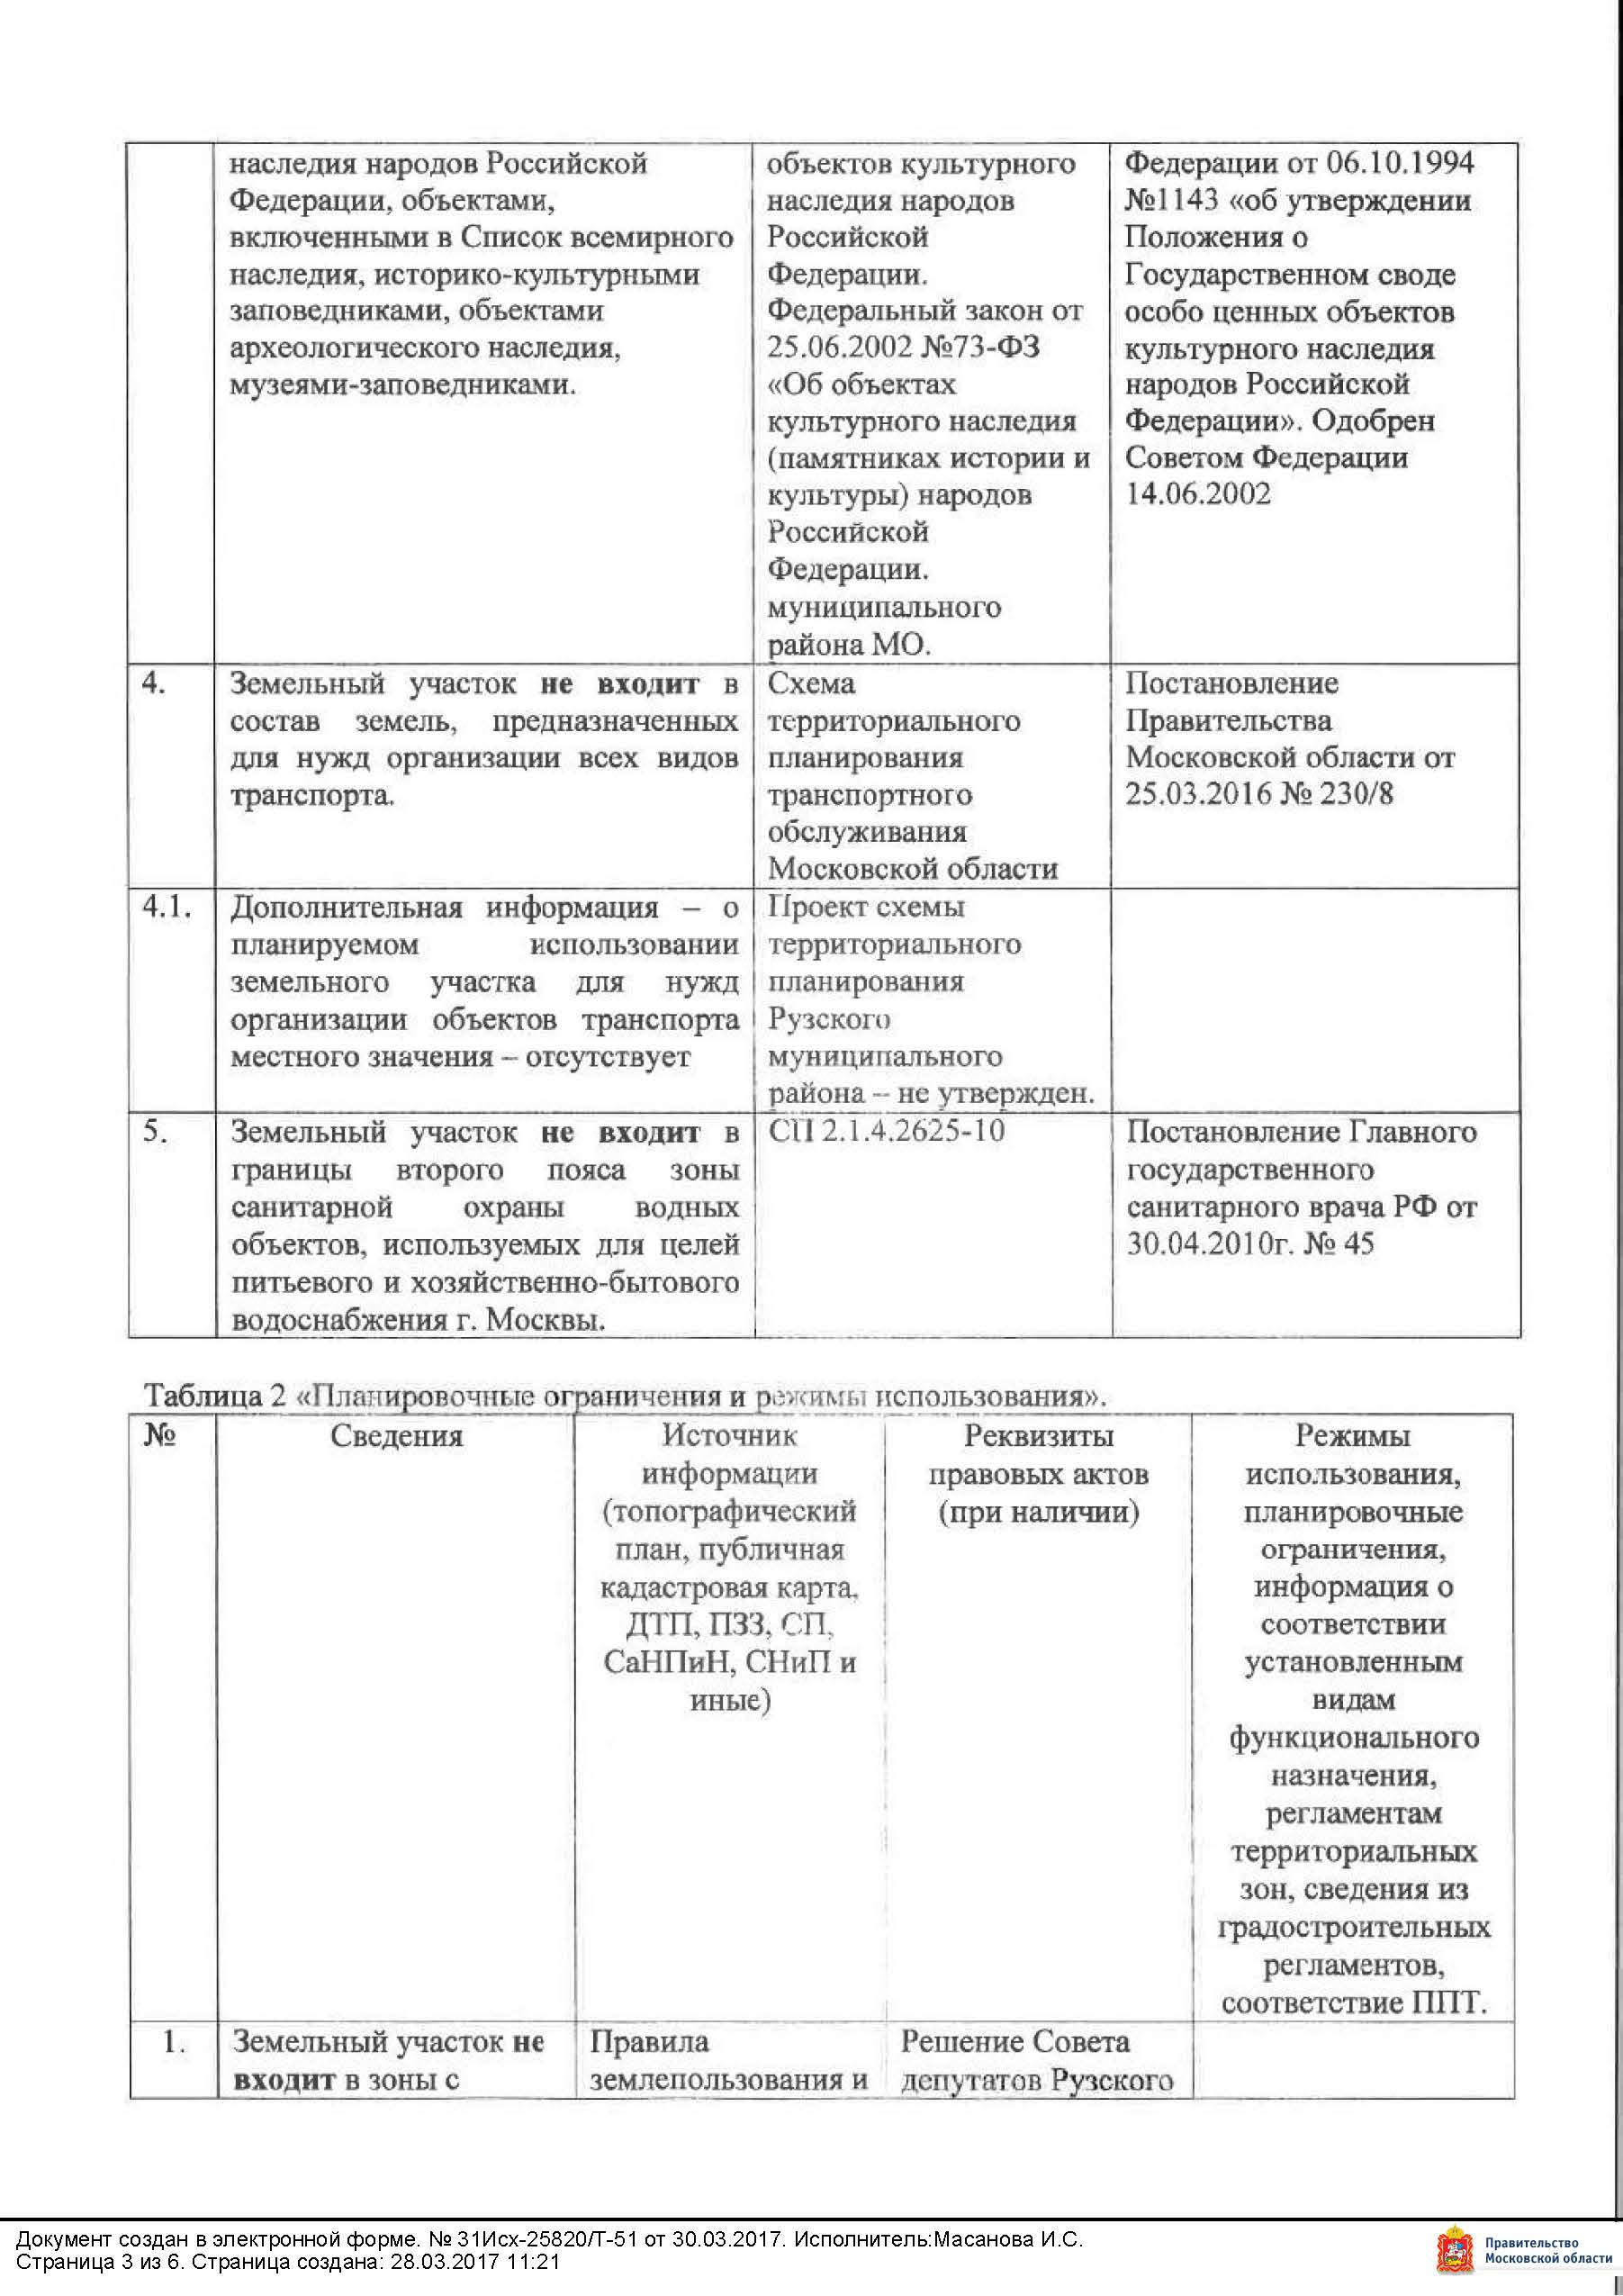 наследия народов Российской
Федерации, объектами,
включенными в Список всемирного
наследия, историко-культурными
заповедниками, объектами
археологического наследия,
музеями-заповедниками.
объектов культурного
наследия народов
Российской
Федерации.
Федеральный закон от
25.06.2002 №73-ФЗ
«Об объектах
культурного наследия
(памятниках истории и
культуры) народов
Российской
Федерации.
муниципального
района МО.
Федерации от 06.10.1994
№1143 «об утверждении
Положения о
Государственном своде
особо ценных объектов
культурного наследия
народов Российской
Федерации». Одобрен
Советом Федерации
14.06.2002
4.
Земельный участок не входит в
состав земель, предназначенных
для нужд организации всех видов
транспорта.
Схема
территориального
планирования
транспортного
обслуживания
Московской области
Постановление
Правительства
Московской области от
25.03.2016 № 230/8
4.1.
Дополнительная информация – о
планируемом использовании
земельного участка для нужд
организации объектов транспорта
местного значения – отсутствует
Проект схемы
территориального
планирования
Рузского
муниципального
района – не утвержден.
5.
Земельный участок не входит в
границы второго пояса зоны
санитарной охраны водных
объектов, используемых для целей
питьевого и хозяйственно-бытового
водоснабжения г. Москвы.
СП 2.1.4.2625-10
Постановление Главного
государственного
санитарного врача РФ от
30.04.2010г. № 45
Таблица 2 «Планировочные ограничения и режимы использования».
№
Сведения
Источник
информации
(топографический
план, публичная
кадастровая карта,
ДТП, ПЗЗ, СП,
СаНПиН, СНиП и
иные)
Реквизиты
правовых актов
(при наличии)
Режимы
использования,
планировочные
ограничения,
информация о
соответствии
установленным
видам
функционального
назначения,
регламентам
территориальных
зон, сведения из
градостроительных
регламентов,
соответствие ППТ.
1.
Земельный участок не
входит в зоны с
Правила
землепользования и
Решение Совета
депутатов Рузского
Документ создан в электронной форме. № 31Исх-25820/Т-51 от 30.03.2017. Исполнитель:Масанова И.С.
Страница 3 из 6. Страница создана: 28.03.2017 11:21
Правительство
Московской области